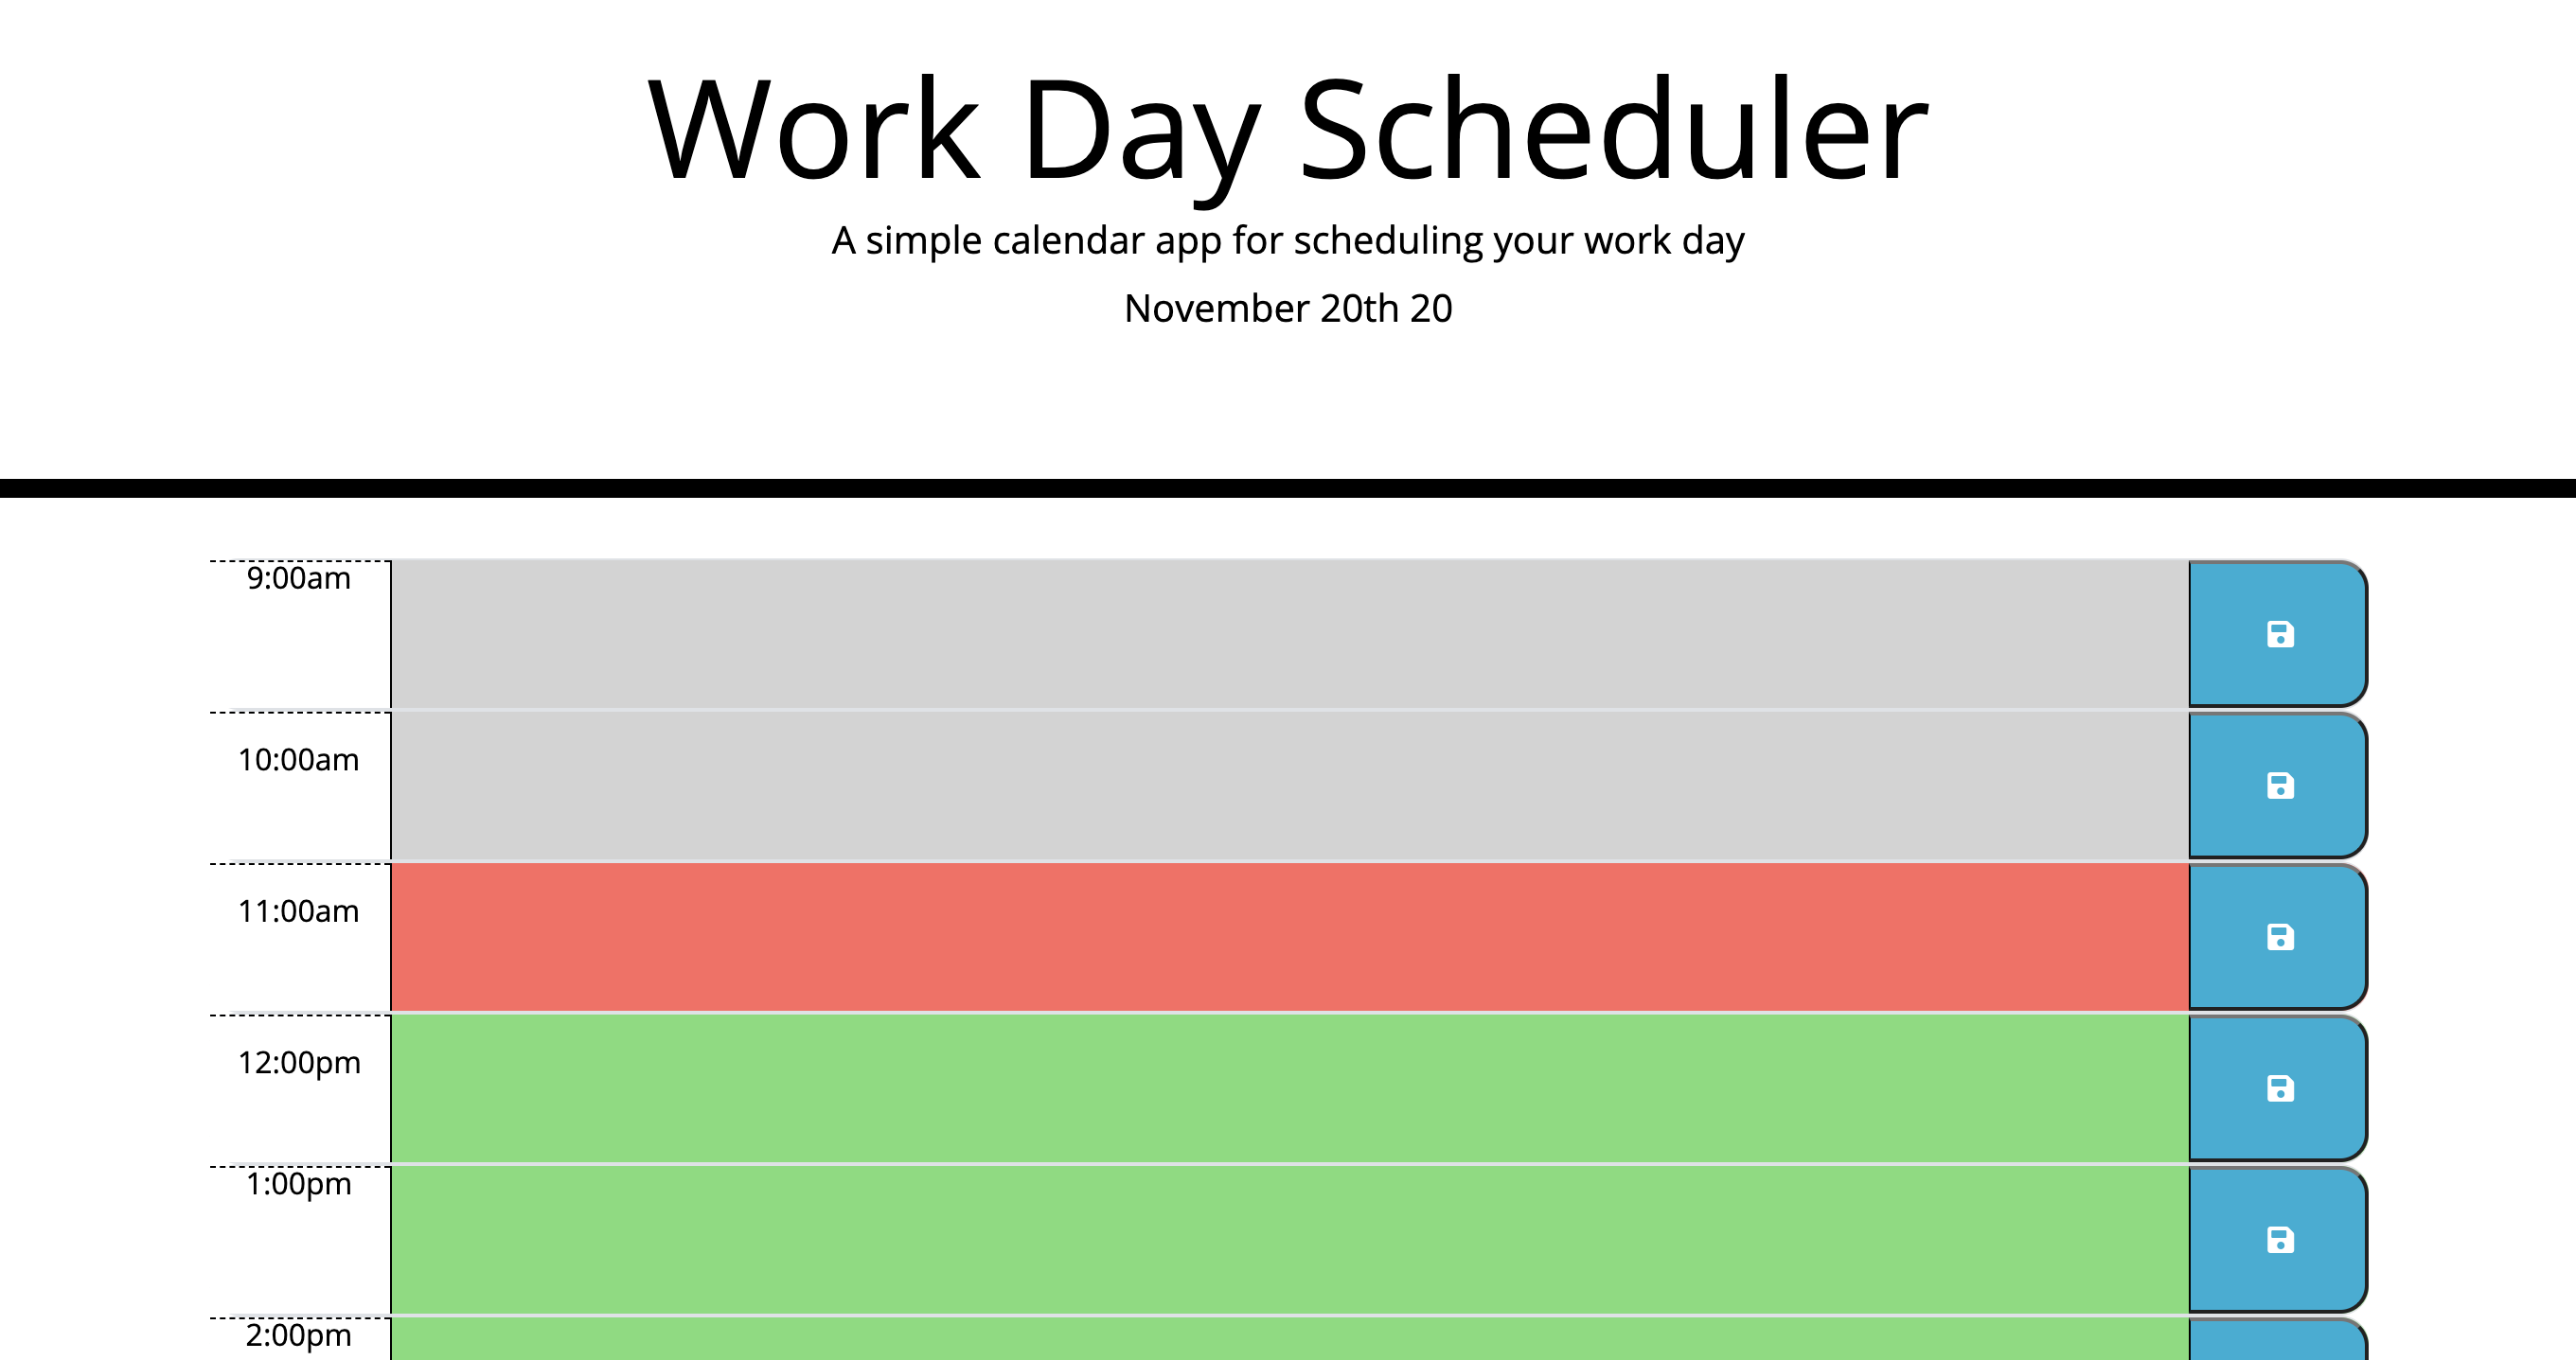 Work Day Scheduler
A simple calendar app for scheduling your work day
November 20th 20
9:00am
10:00am
11:00am
12:00pm
1:00pm
2:00pm